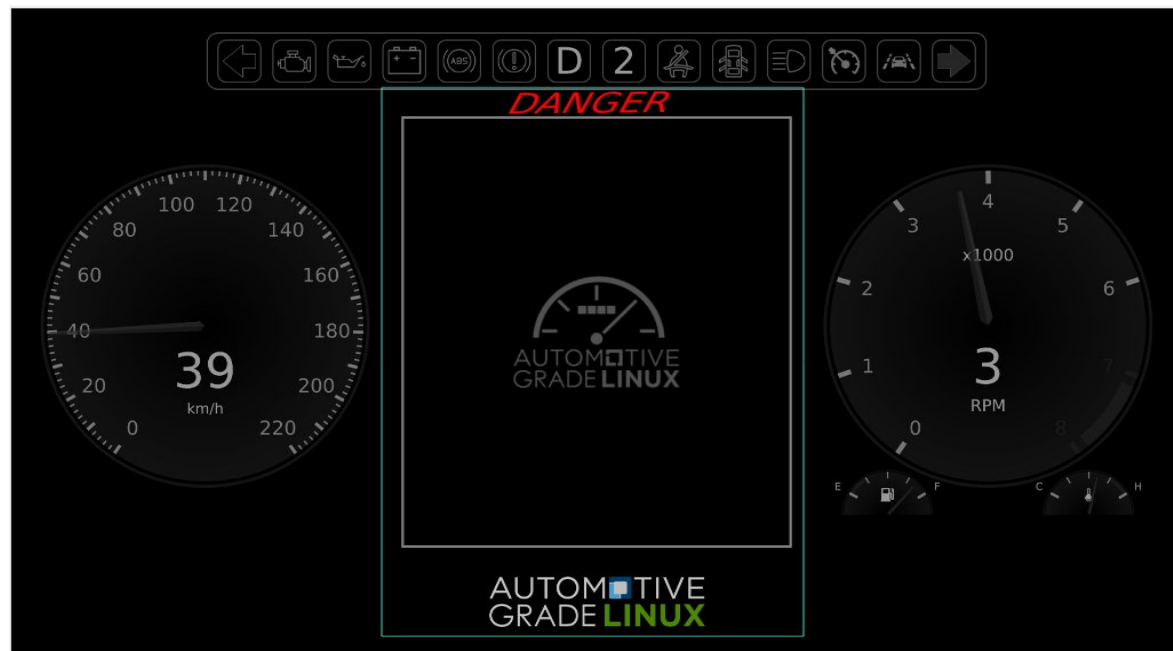 ABS
D
2
DANGER
0
20
40
60
80
100
120
140
160
180
200
220
39
km/h
AUTOMOTIVE
GRADE LINUX
0
1
2
3
4
5
6
7
8
x1000
3
RPM
E
F
C
H
AUTOMOTIVE
GRADE LINUX